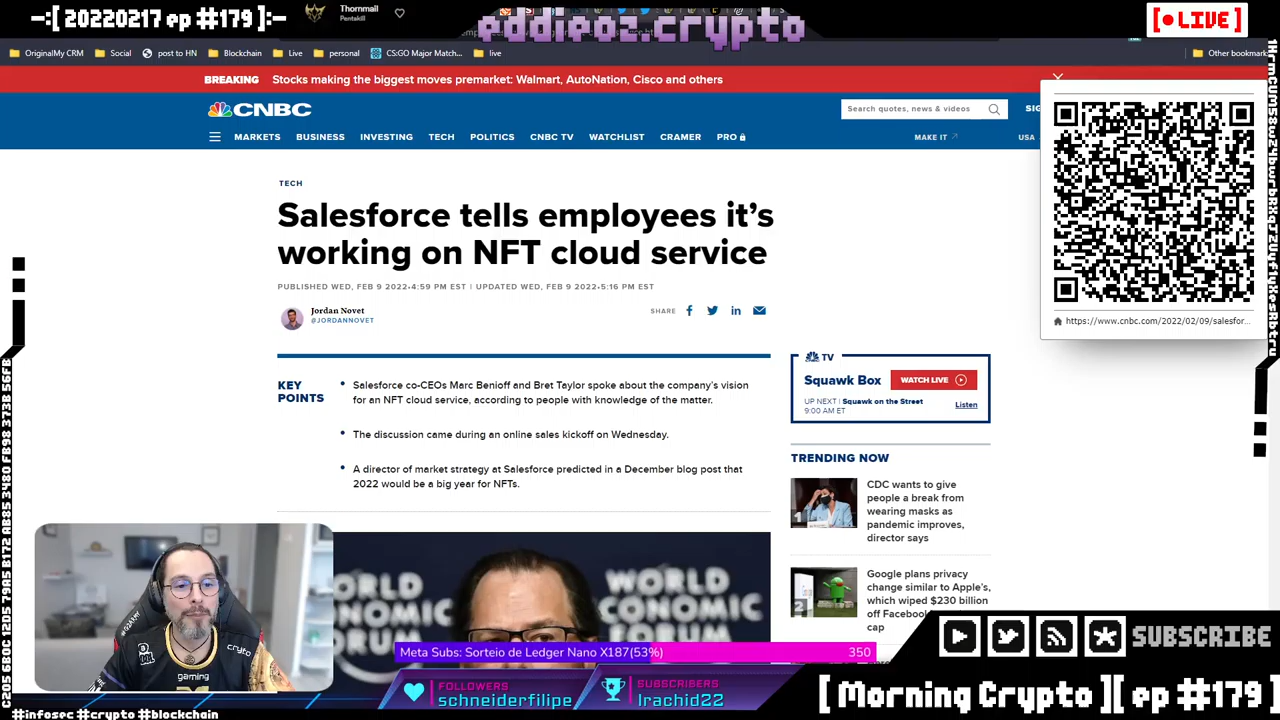 -:[ 20220217 ep #179 ]:-
Thornmail
Pentakill
eddieoz.crypto
[• LIVE ]
OriginalMy CRM
Social
post to HN
Blockchain
Live
personal
CS:GO Major Match...
live
Other bookmark
BREAKING Stocks making the biggest moves premarket: Walmart, AutoNation, Cisco and others
CNBC
Search quotes, news & videos
MARKETS BUSINESS INVESTING TECH POLITICS CNBC TV WATCHLIST CRAMER PRO
MAKE IT
USA
https://www.cnbc.com/2022/02/09/salesfor...
TECH
Salesforce tells employees it's
working on NFT cloud service
PUBLISHED WED, FEB 9 2022•4:59 PM EST | UPDATED WED, FEB 9 2022•5:16 PM EST
Jordan Novet
@JORDANNOVET
SHARE
KEY
POINTS
• Salesforce co-CEOs Marc Benioff and Bret Taylor spoke about the company's vision
for an NFT cloud service, according to people with knowledge of the matter.
• The discussion came during an online sales kickoff on Wednesday.
• A director of market strategy at Salesforce predicted in a December blog post that
2022 would be a big year for NFTs.
TV
Squawk Box
WATCH LIVE
UP NEXT | Squawk on the Street
9:00 AM ET
Listen
TRENDING NOW
1
CDC wants to give
people a break from
wearing masks as
pandemic improves,
director says
2
Google plans privacy
change similar to Apple's,
which wiped $230 billion
off Facebook
cap
WORLD
ECONOMIC
FORUM
crypto
Meta Subs: Sorteio de Ledger Nano X187(53%)
350
FOLLOWERS
schneiderfilipe
SUBSCRIBERS
lrachid22
SUBSCRIBE
[ Morning Crypto ][ ep #179 ]
#infosec #crypto #blockchain